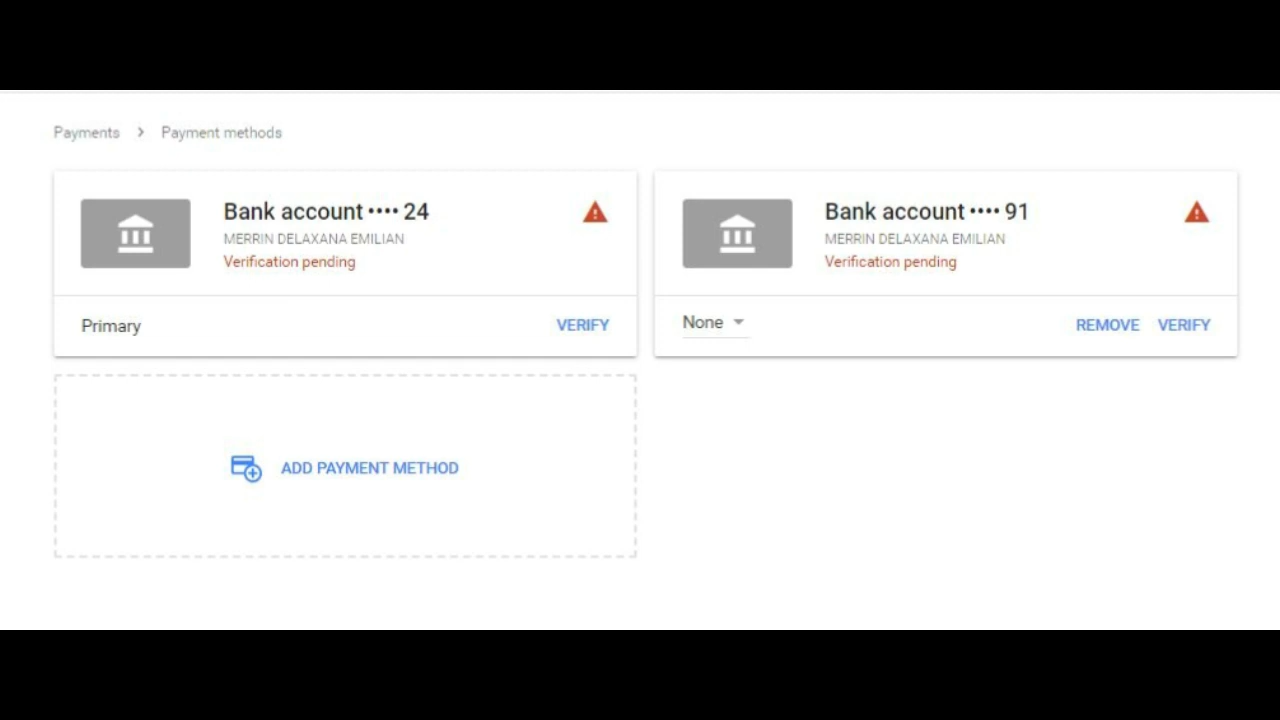 Payments > Payment methods
Bank account •••• 24
MERRIN DELAXANA EMILIAN
Verification pending
Primary
VERIFY
Bank account •••• 91
MERRIN DELAXANA EMILIAN
Verification pending
None
REMOVE VERIFY
ADD PAYMENT METHOD